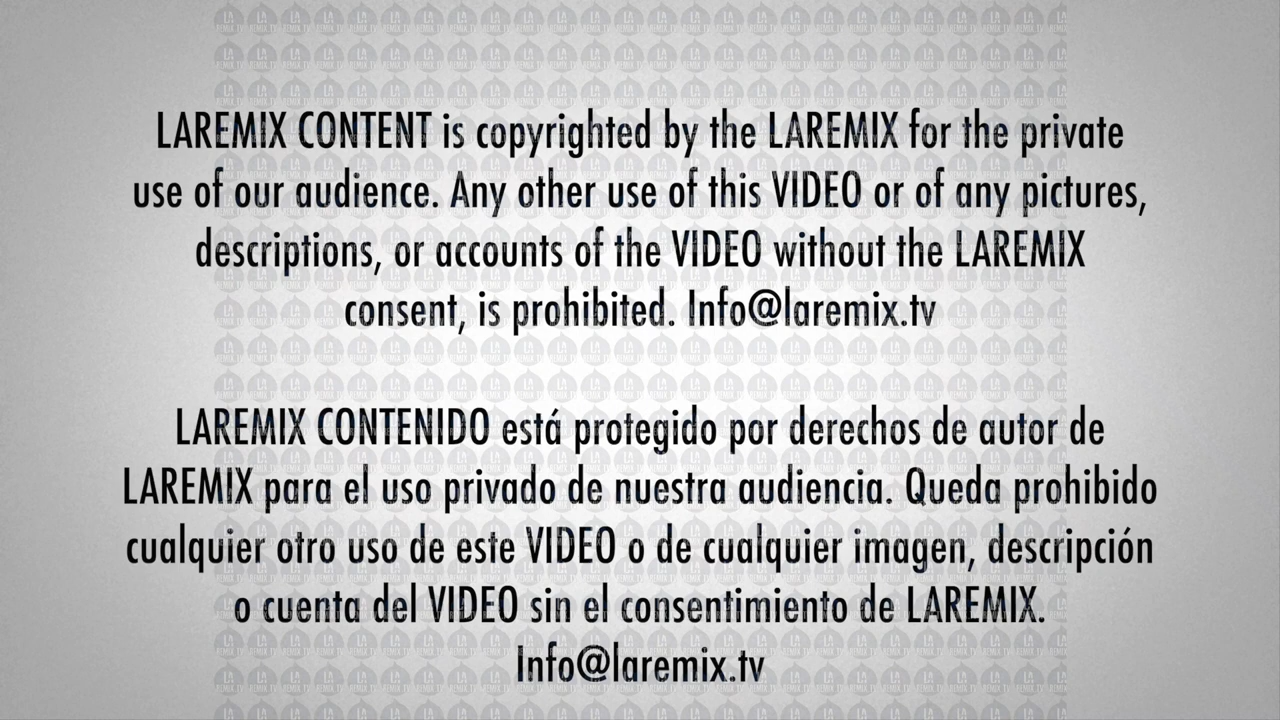 LAREMIX CONTENT is copyrighted by the LAREMIX for the private
use of our audience. Any other use of this VIDEO or of any pictures,
descriptions, or accounts of the VIDEO without the LAREMIX
consent, is prohibited. Info@laremix.tv
LAREMIX CONTENIDO está protegido por derechos de autor de
LAREMIX para el uso privado de nuestra audiencia. Queda prohibido
cualquier otro uso de este VIDEO o de cualquier imagen, descripción
o cuenta del VIDEO sin el consentimiento de LAREMIX.
Info@laremix.tv